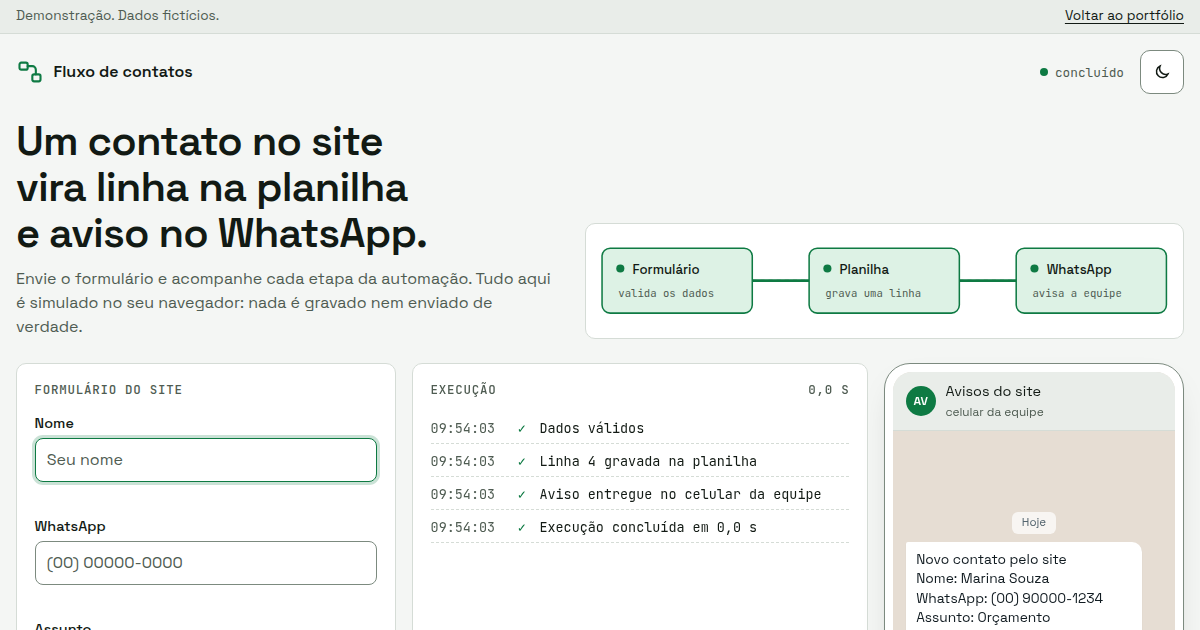 Demonstração. Dados fictícios.
Voltar ao portfólio
Fluxo de contatos
concluído
Um contato no site
vira linha na planilha
e aviso no WhatsApp.
Envie o formulário e acompanhe cada etapa da automação. Tudo aqui
é simulado no seu navegador: nada é gravado nem enviado de
verdade.
Formulário
valida os dados
Planilha
grava uma linha
WhatsApp
avisa a equipe
FORMULÁRIO DO SITE
Nome
Seu nome
WhatsApp
(00) 00000-0000
Assunto
EXECUÇÃO
0,0 S
09:54:03 ✓ Dados válidos
09:54:03 ✓ Linha 4 gravada na planilha
09:54:03 ✓ Aviso entregue no celular da equipe
09:54:03 ✓ Execução concluída em 0,0 s
AV
Avisos do site
celular da equipe
Hoje
Novo contato pelo site
Nome: Marina Souza
WhatsApp: (00) 90000-1234
Assunto: Orçamento